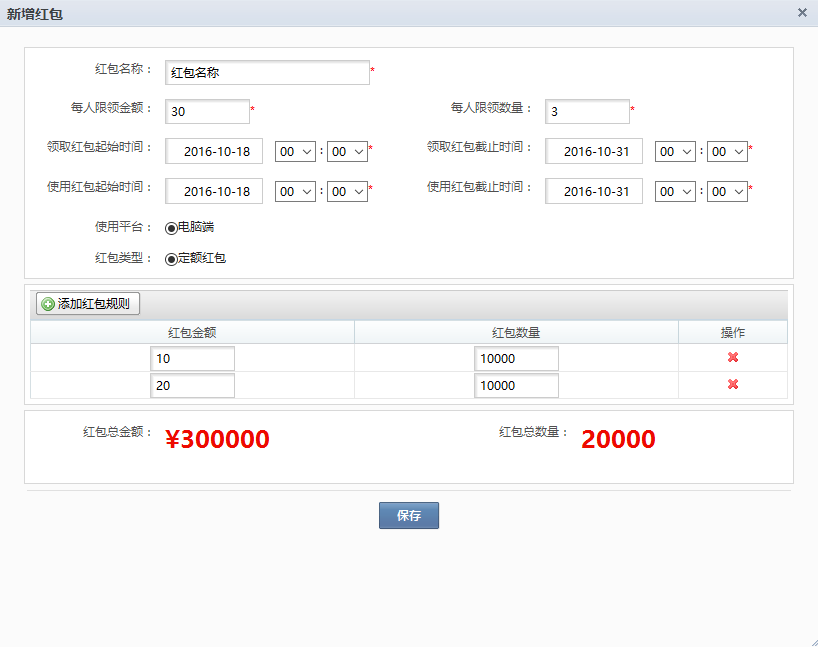 新增红包
红包名称： 红包名称 *
每人限领金额： 30 * 每人限领数量： 3 *
领取红包起始时间： 2016-10-18 00 : 00 * 领取红包截止时间： 2016-10-31 00 : 00 *
使用红包起始时间： 2016-10-18 00 : 00 * 使用红包截止时间： 2016-10-31 00 : 00 *
使用平台： 电脑端
红包类型： 定额红包
添加红包规则
红包金额 红包数量 操作
10 10000
20 10000
红包总金额： ¥300000 红包总数量： 20000
保存